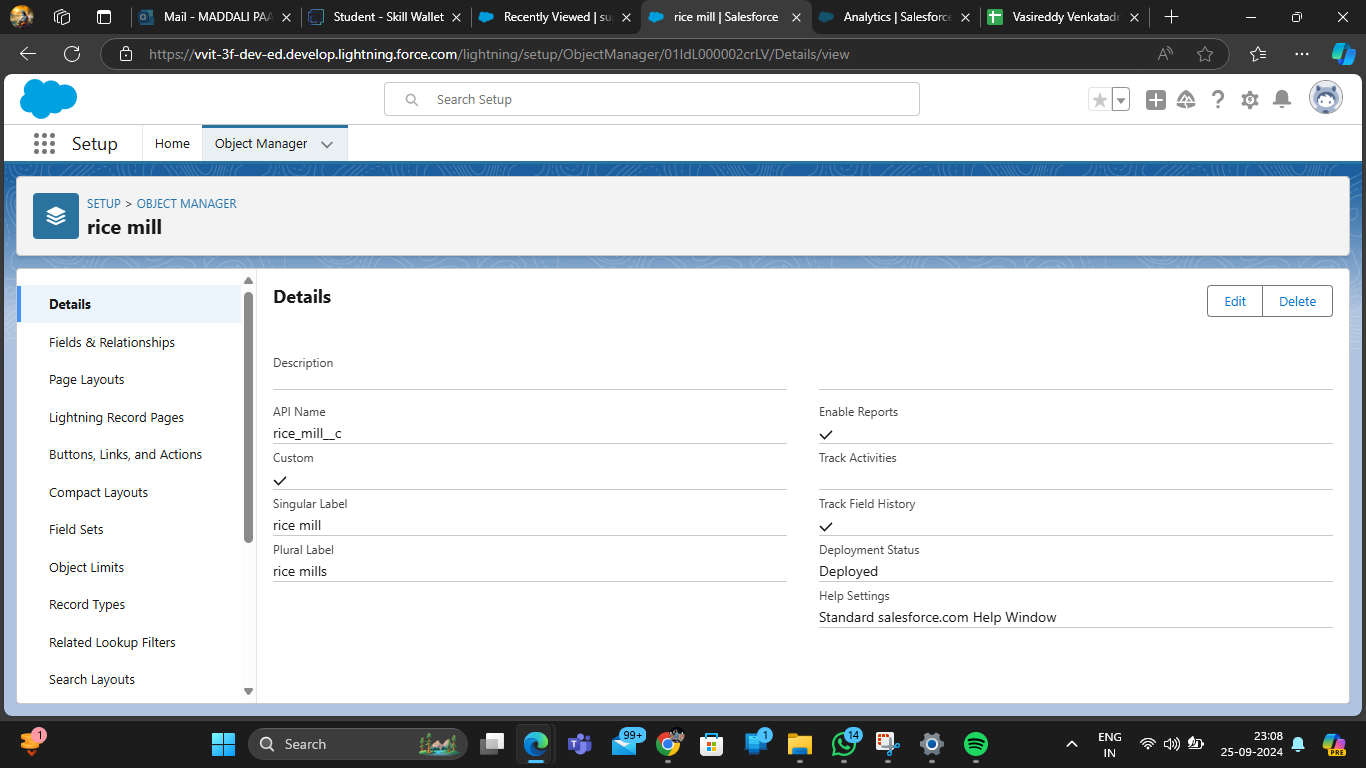 Mail - MADDALI PAA
Student - Skill Wallet
Recently Viewed | su
rice mill | Salesforce
Analytics | Salesforce
Vasireddy Venkatadr
https://vvit-3f-dev-ed.develop.lightning.force.com/lightning/setup/ObjectManager/01IdL000002crLV/Details/view
Search Setup
Setup
Home
Object Manager
SETUP > OBJECT MANAGER
rice mill
Details
Fields & Relationships
Page Layouts
Lightning Record Pages
Buttons, Links, and Actions
Compact Layouts
Field Sets
Object Limits
Record Types
Related Lookup Filters
Search Layouts
Details
Edit
Delete
Description
API Name
rice_mill__c
Custom
Singular Label
rice mill
Plural Label
rice mills
Enable Reports
Track Activities
Track Field History
Deployment Status
Deployed
Help Settings
Standard salesforce.com Help Window
1
Search
99+
1
14
ENG
IN
23:08
25-09-2024
PRE